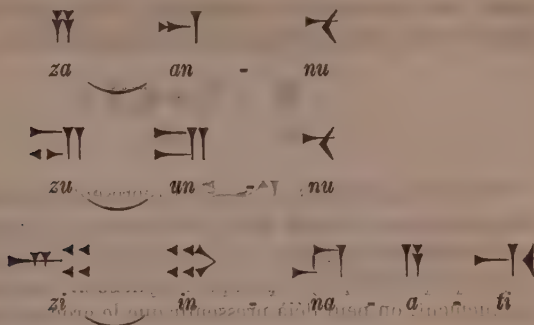 𒍝 𒀭 𒉡
za an - nu
𒍪 𒌦 𒉡
zu un - nu
𒍣 𒅔 𒈾 𒀀 𒋾
zi in - na - a - ti